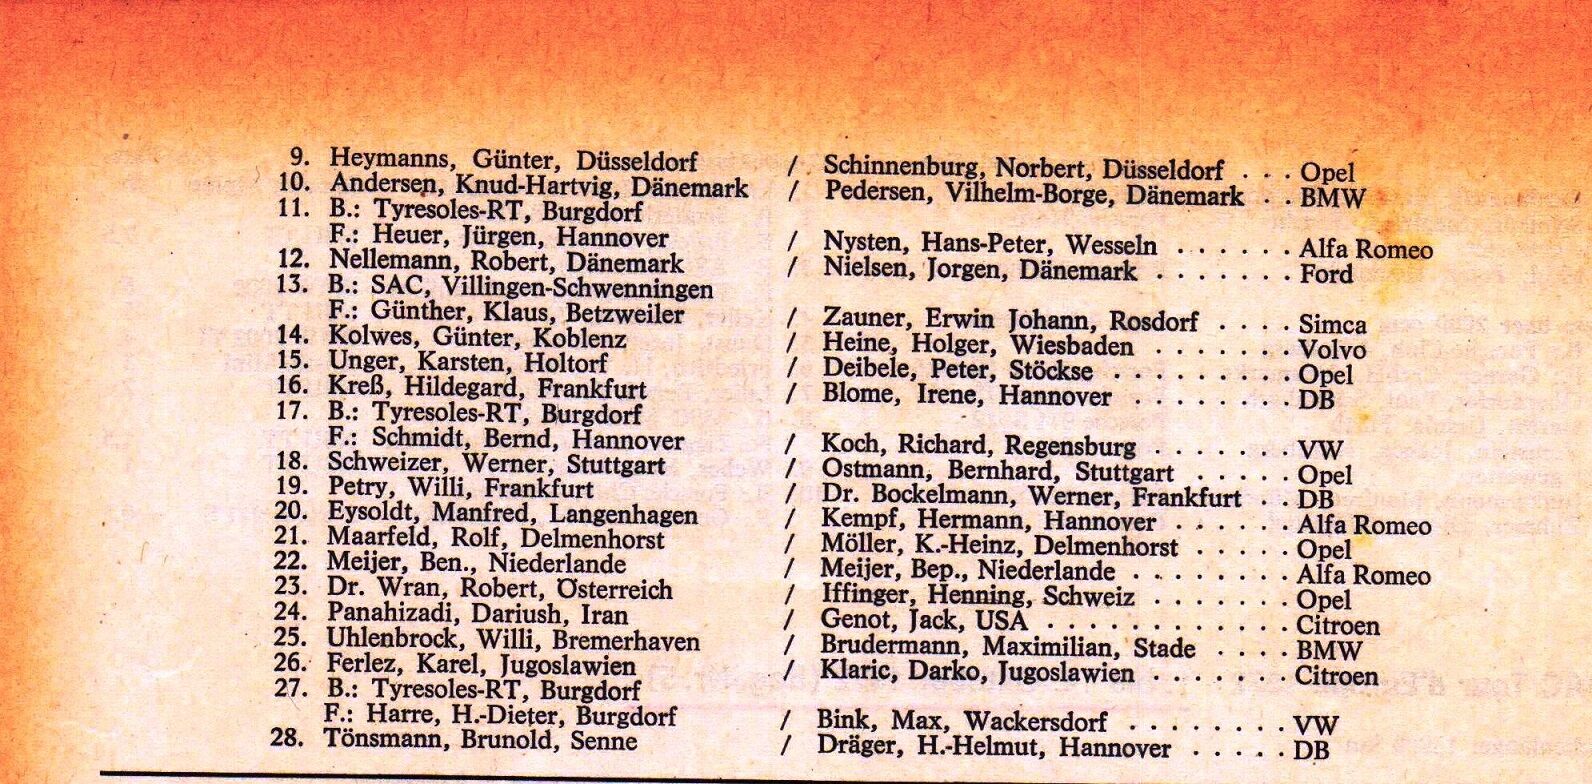 9. Heymanns, Günter, Düsseldorf / Schinnenburg, Norbert, Düsseldorf . . . Opel
10. Andersen, Knud-Hartvig, Dänemark / Pedersen, Vilhelm-Borge, Dänemark . . BMW
11. B.: Tyresoles-RT, Burgdorf
F.: Heuer, Jürgen, Hannover / Nysten, Hans-Peter, Wesseln . . . . . . Alfa Romeo
12. Nellemann, Robert, Dänemark / Nielsen, Jorgen, Dänemark . . . . . . . Ford
13. B.: SAC, Villingen-Schwenningen
F.: Günther, Klaus, Betzweiler / Zauner, Erwin Johann, Rosdorf . . . . Simca
14. Kolwes, Günter, Koblenz / Heine, Holger, Wiesbaden . . . . . . . Volvo
15. Unger, Karsten, Holtorf / Deibele, Peter, Stöckse . . . . . . . . . Opel
16. Kreß, Hildegard, Frankfurt / Blome, Irene, Hannover . . . . . . . . DB
17. B.: Tyresoles-RT, Burgdorf
F.: Schmidt, Bernd, Hannover / Koch, Richard, Regensburg . . . . . . . VW
18. Schweizer, Werner, Stuttgart / Ostmann, Bernhard, Stuttgart . . . . . Opel
19. Petry, Willi, Frankfurt / Dr. Bockelmann, Werner, Frankfurt . . DB
20. Eysoldt, Manfred, Langenhagen / Kempf, Hermann, Hannover . . . . . . Alfa Romeo
21. Maarfeld, Rolf, Delmenhorst / Möller, K.-Heinz, Delmenhorst . . . . . Opel
22. Meijer, Ben., Niederlande / Meijer, Bep., Niederlande . . . . . . . . Alfa Romeo
23. Dr. Wran, Robert, Österreich / Iffinger, Henning, Schweiz . . . . . . . Opel
24. Panahizadi, Dariush, Iran / Genot, Jack, USA . . . . . . . . . . . . Citroen
25. Uhlenbrock, Willi, Bremerhaven / Brudermann, Maximilian, Stade . . . . BMW
26. Ferlez, Karel, Jugoslawien / Klaric, Darko, Jugoslawien . . . . . . . Citroen
27. B.: Tyresoles-RT, Burgdorf
F.: Harre, H.-Dieter, Burgdorf / Bink, Max, Wackersdorf . . . . . . . . VW
28. Tönsmann, Brunold, Senne / Dräger, H.-Helmut, Hannover . . . . . DB